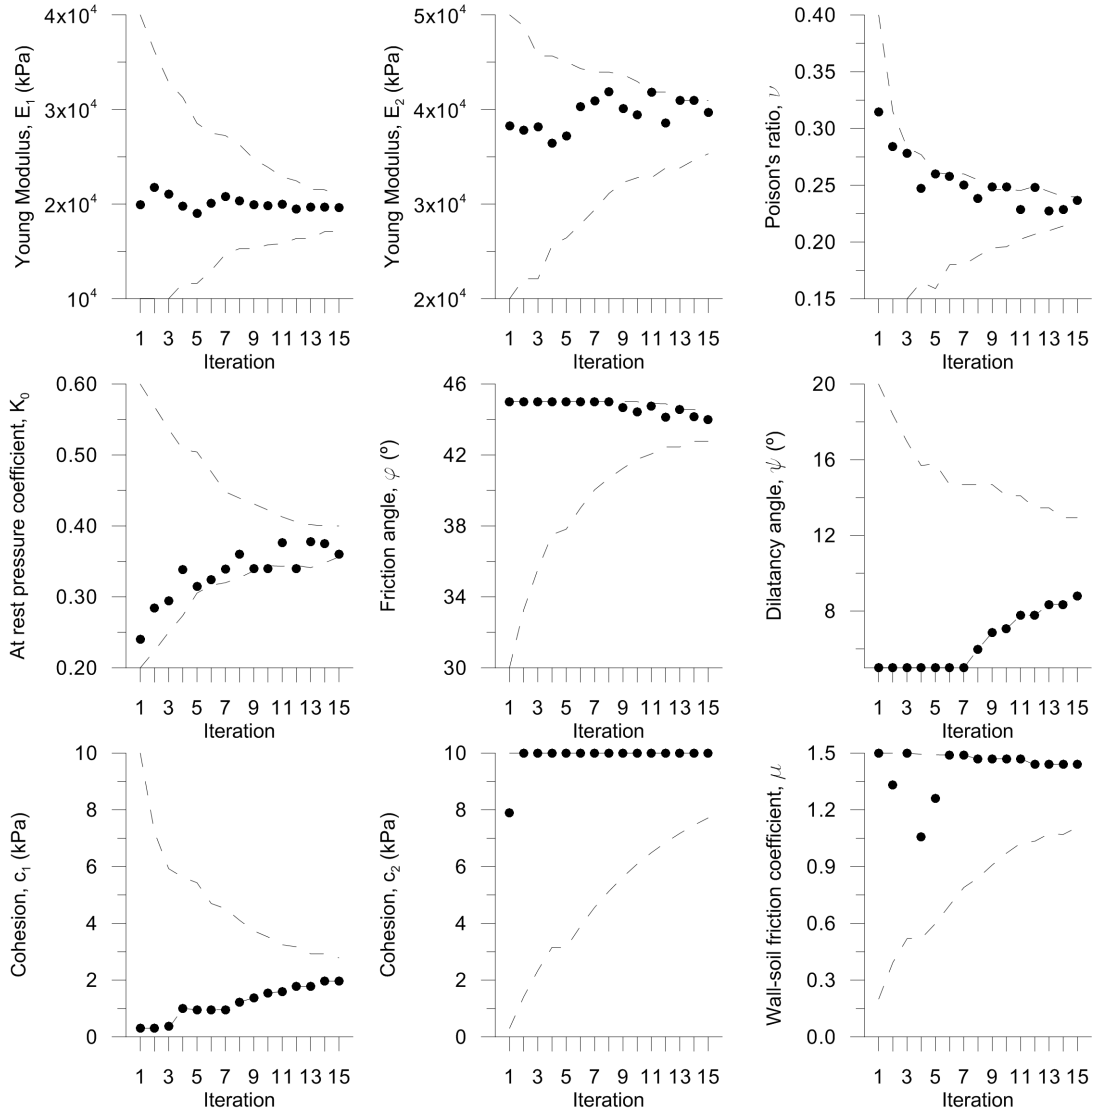 Young Modulus, E₁ (kPa)
4x10⁴
3x10⁴
2x10⁴
10⁴
1 3 5 7 9 11 13 15
Iteration
Young Modulus, E₂ (kPa)
5x10⁴
4x10⁴
3x10⁴
2x10⁴
1 3 5 7 9 11 13 15
Iteration
Poison's ratio, ν
0.40
0.35
0.30
0.25
0.20
0.15
1 3 5 7 9 11 13 15
Iteration
At rest pressure coefficient, K₀
0.60
0.50
0.40
0.30
0.20
1 3 5 7 9 11 13 15
Iteration
Friction angle, φ (º)
46
42
38
34
30
1 3 5 7 9 11 13 15
Iteration
Dilatancy angle, ψ (º)
20
16
12
8
1 3 5 7 9 11 13 15
Iteration
Cohesion, c₁ (kPa)
10
8
6
4
2
0
1 3 5 7 9 11 13 15
Iteration
Cohesion, c₂ (kPa)
10
8
6
4
2
0
1 3 5 7 9 11 13 15
Iteration
Wall-soil friction coefficient, μ
1.5
1.2
0.9
0.6
0.3
0.0
1 3 5 7 9 11 13 15
Iteration